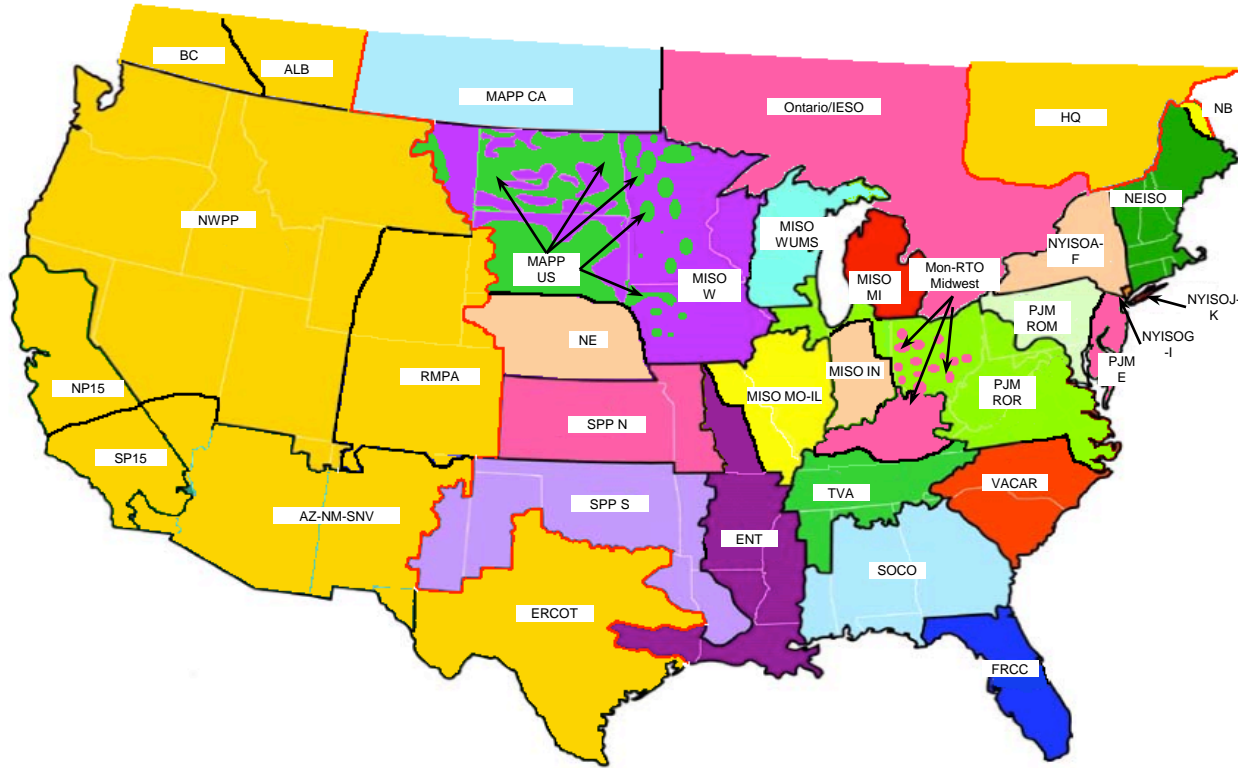 BC
ALB
MAPP CA
Ontario/IESO
HQ
NB
NWPP
MAPP
US
MISO
W
MISO
WUMS
MISO
MI
Mon-RTO
Midwest
NYISOA-
F
NEISO
NYISOJ-
K
NYISOG
-I
PJM
ROM
PJM
E
NE
RMPA
MISO IN
MISO MO-IL
PJM
ROR
NP15
SPP N
SP15
AZ-NM-SNV
SPP S
TVA
VACAR
ENT
SOCO
ERCOT
FRCC